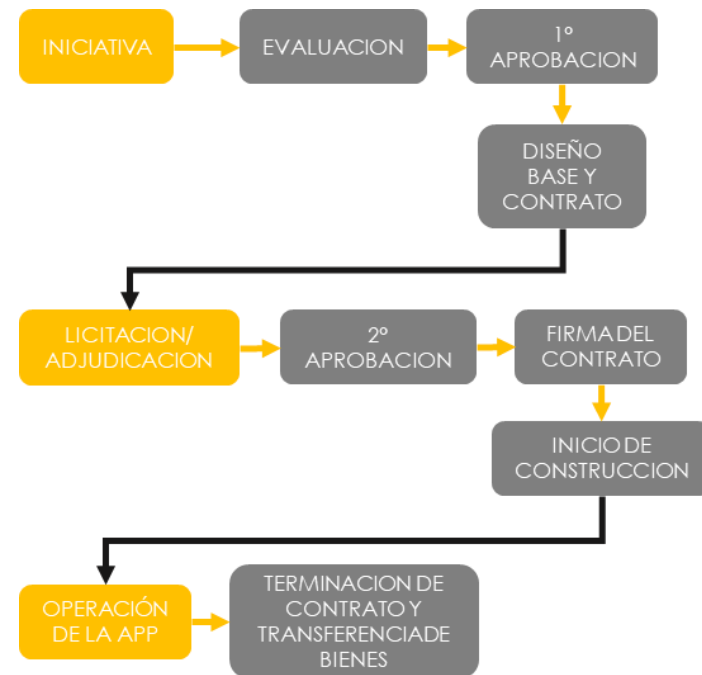 INICIATIVA
EVALUACION
1º
APROBACION
DISEÑO
BASE Y
CONTRATO
LICITACION/
ADJUDICACION
2º
APROBACION
FIRMA DEL
CONTRATO
INICIO DE
CONSTRUCCION
OPERACIÓN
DE LA APP
TERMINACION DE
CONTRATO Y
TRANSFERENCIA DE
BIENES